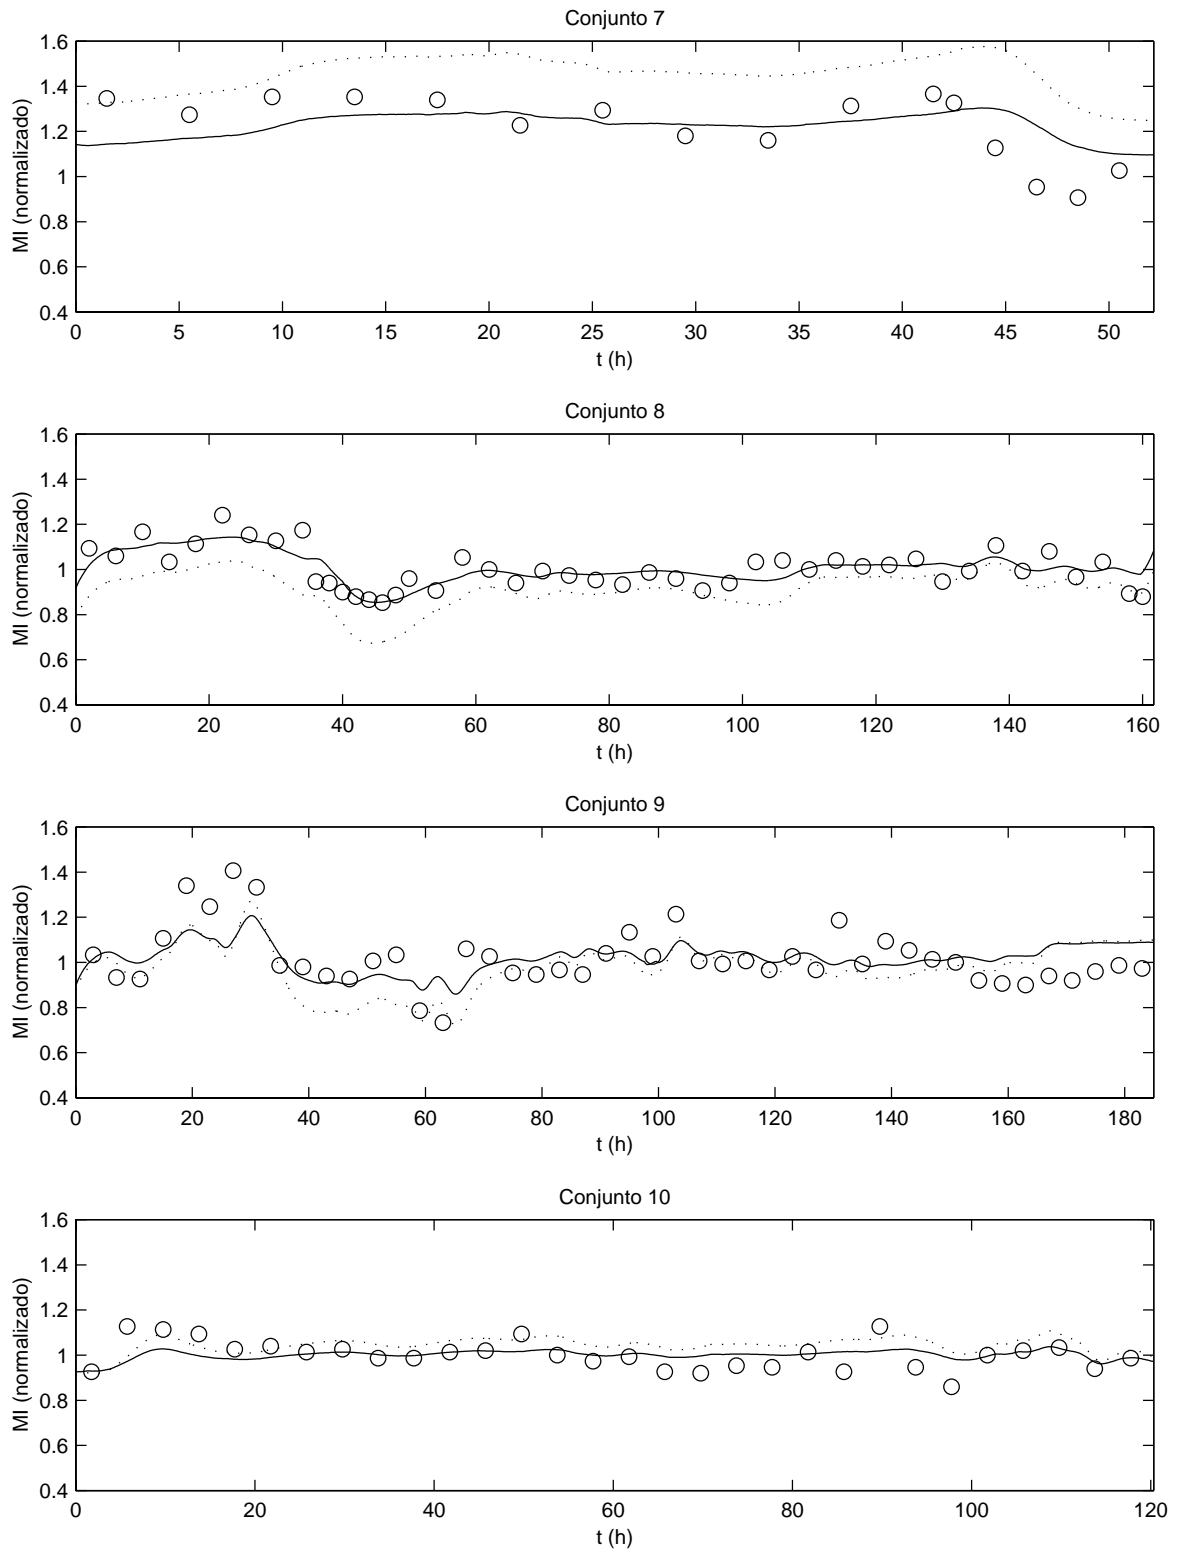 Conjunto 7
1.6
1.4
1.2
1
0.8
0.6
0.4
MI (normalizado)
0 5 10 15 20 25 30 35 40 45 50
t (h)
Conjunto 8
1.6
1.4
1.2
1
0.8
0.6
0.4
MI (normalizado)
0 20 40 60 80 100 120 140 160
t (h)
Conjunto 9
1.6
1.4
1.2
1
0.8
0.6
0.4
MI (normalizado)
0 20 40 60 80 100 120 140 160 180
t (h)
Conjunto 10
1.6
1.4
1.2
1
0.8
0.6
0.4
MI (normalizado)
0 20 40 60 80 100 120
t (h)